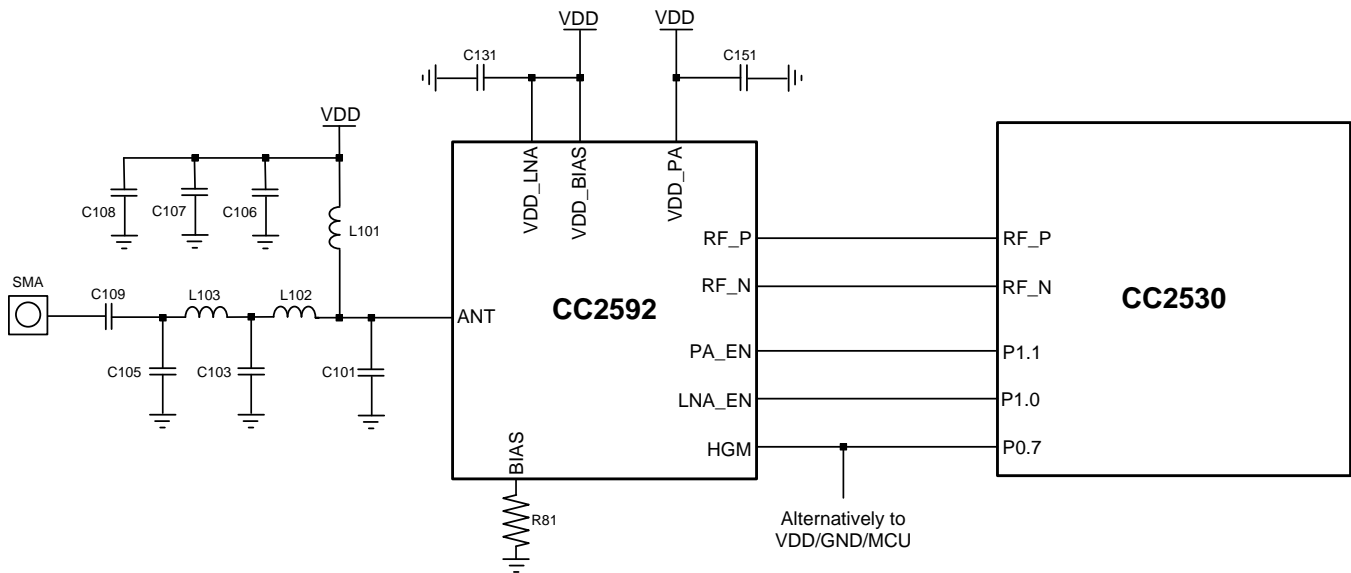 VDD
VDD
C131
C151
VDD
VDD_LNA
VDD_BIAS
VDD_PA
C108
C107
C106
L101
RF_P
RF_P
SMA
C109
L103
L102
RF_N
RF_N
CC2592
CC2530
ANT
PA_EN
P1.1
C105
C103
C101
LNA_EN
P1.0
BIAS
HGM
P0.7
R81
Alternatively to
VDD/GND/MCU